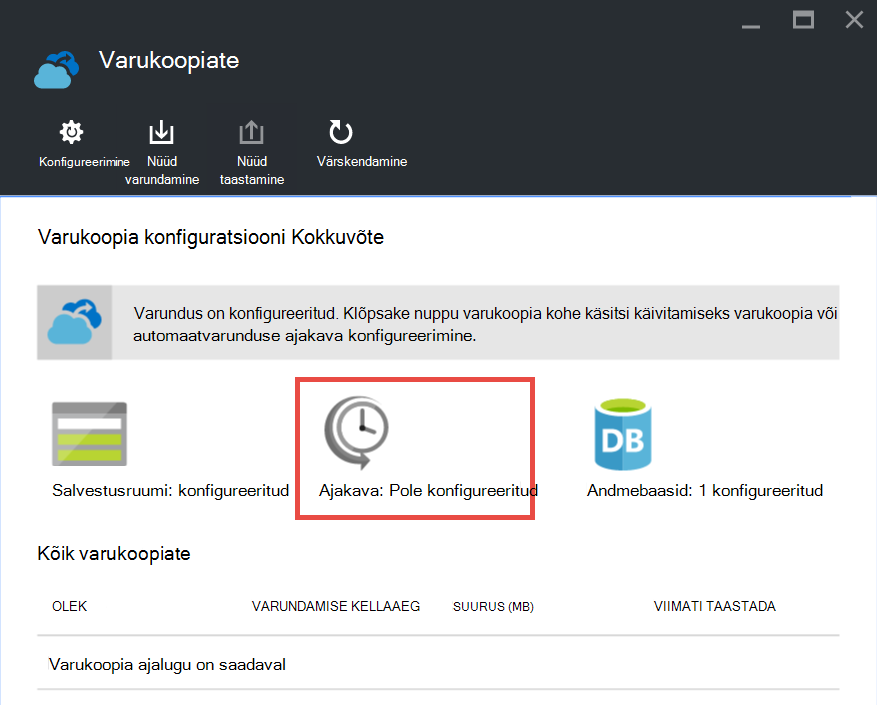 Varukoopiate
Konfigureerimine
Nüüd
varundamine
Nüüd
taastamine
Värskendamine
Varukoopia konfiguratsiooni Kokkuvõte
Varundus on konfigureeritud. Klõpsake nuppu varukoopia kohe käsitsi käivitamiseks varukoopia või
automaatvarunduse ajakava konfigureerimine.
DB
Salvestusruumi: konfigureeritud
Ajakava: Pole konfigureeritud
Andmebaasid: 1 konfigureeritud
Kõik varukoopiate
OLEK VARUNDAMISE KELLAAEG SUURUS (MB) VIIMATI TAASTADA
Varukoopia ajalugu on saadaval